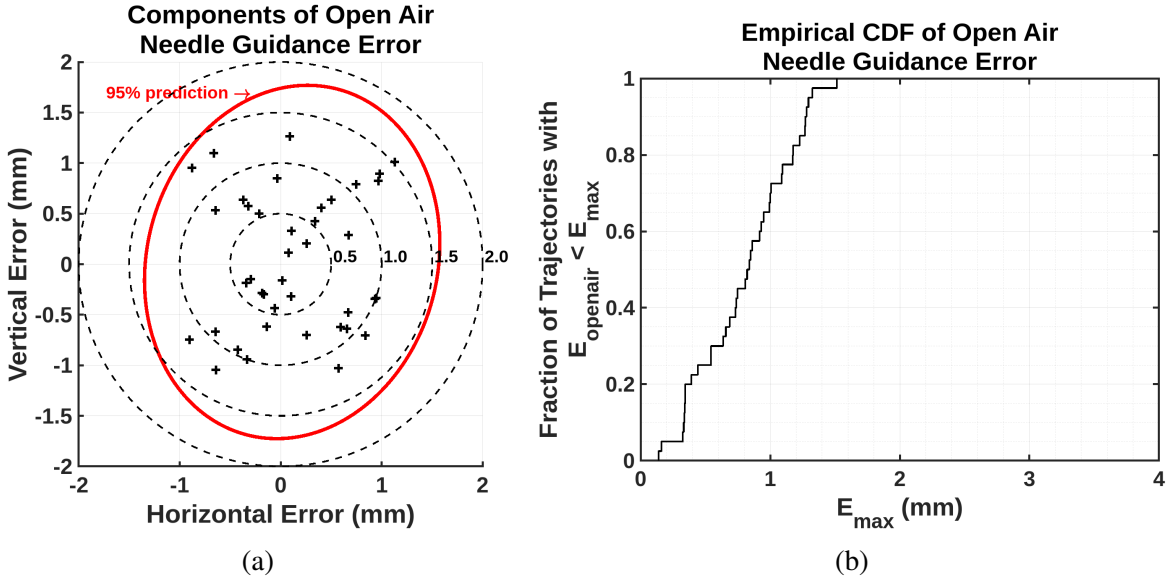 Components of Open Air
Needle Guidance Error
2
1.5
1
0.5
0
-0.5
-1
-1.5
-2
-2
-1
0
1
2
95% prediction →
0.5
1.0
1.5
2.0
Vertical Error (mm)
Horizontal Error (mm)
(a)
Empirical CDF of Open Air
Needle Guidance Error
1
0.8
0.6
0.4
0.2
0
0
1
2
3
4
Fraction of Trajectories with
E_openair < E_max
E_max (mm)
(b)